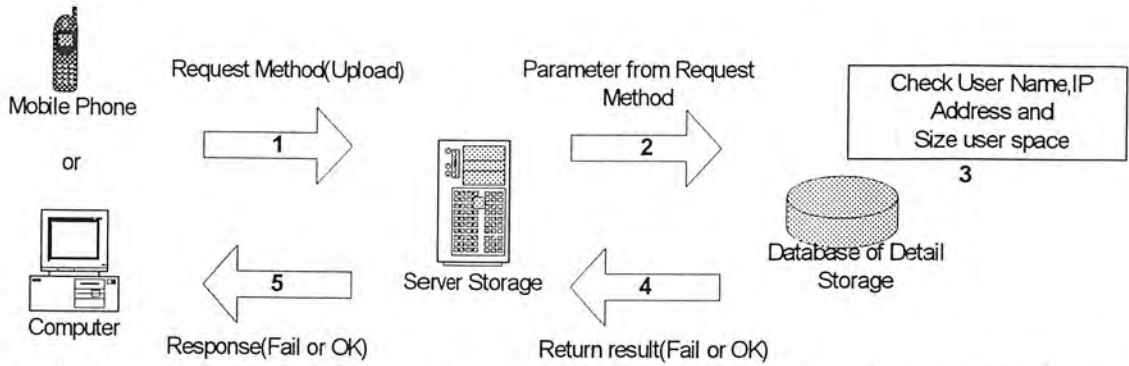 Mobile Phone
or
Computer
Request Method(Upload)
1
Server Storage
Parameter from Request
Method
2
Check User Name,IP
Address and
Size user space
3
Database of Detail
Storage
4
Return result(Fail or OK)
5
Response(Fail or OK)